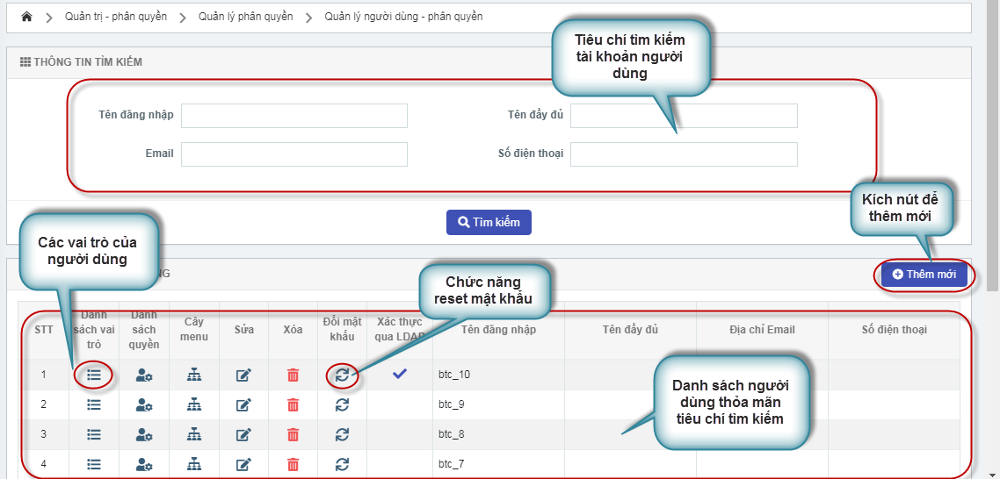 Quản trị - phân quyền > Quản lý phân quyền > Quản lý người dùng - phân quyền
THÔNG TIN TÌM KIẾM
Tiêu chí tìm kiếm
tài khoản người
dùng
Tên đăng nhập
Tên đầy đủ
Email
Số điện thoại
Kích nút để
thêm mới
Tìm kiếm
Các vai trò của
người dùng
Thêm mới
Chức năng
reset mật khẩu
STT
Danh
sách vai
trò
Danh
sách
quyền
Cây
menu
Sửa
Xóa
Đổi mật
khẩu
Xác thực
qua LDAP
Tên đăng nhập
Tên đầy đủ
Địa chỉ Email
Số điện thoại
1 btc_10
2 btc_9
3 btc_8
4 btc_7
Danh sách người
dùng thỏa mãn
tiêu chí tìm kiếm